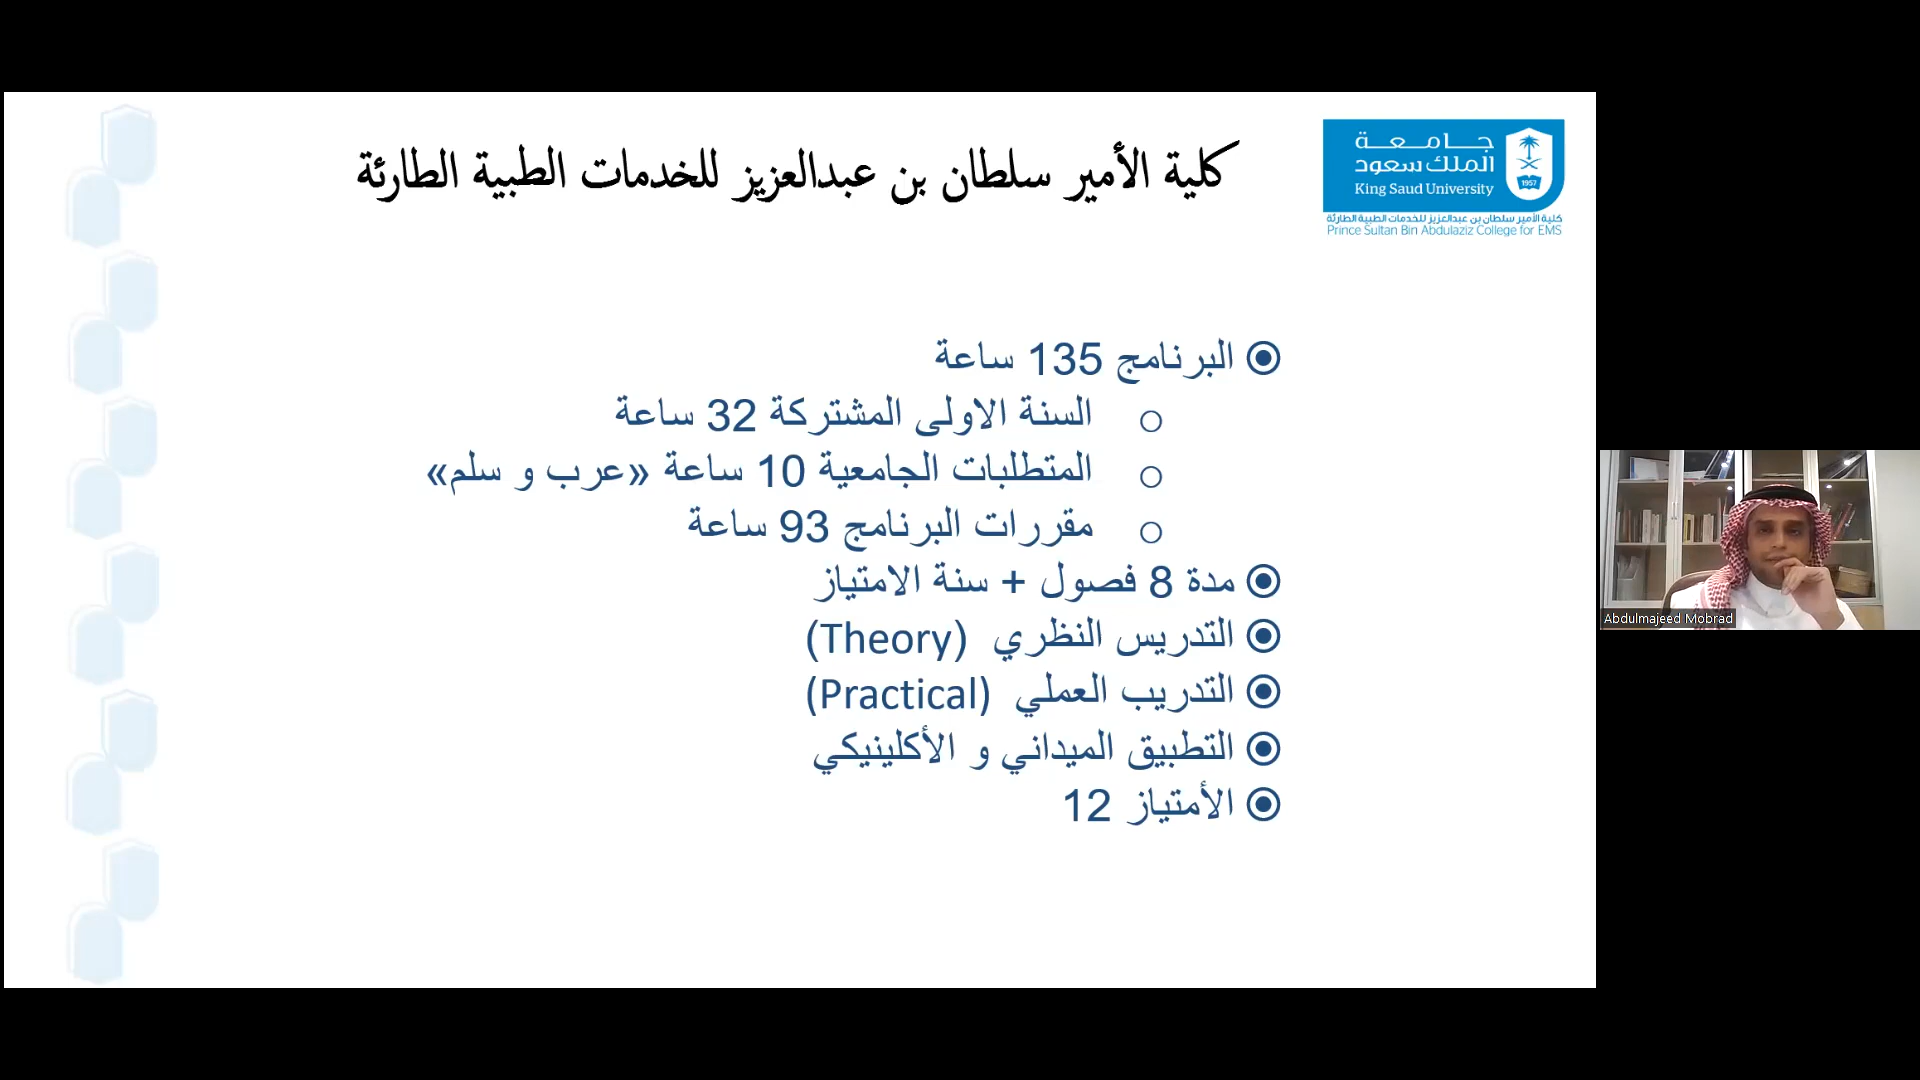 كلية الأمير سلطان بن عبدالعزيز للخدمات الطبية الطارئة
جامعة
الملك سعود
King Saud University
1957
كلية الأمير سلطان بن عبدالعزيز للخدمات الطبية الطارئة
Prince Sultan Bin Abdulaziz College for EMS
البرنامج 135 ساعة
السنة الاولى المشتركة 32 ساعة
المتطلبات الجامعية 10 ساعة «عرب و سلم»
مقررات البرنامج 93 ساعة
مدة 8 فصول + سنة الامتياز
التدريس النظري (Theory)
التدريب العملي (Practical)
التطبيق الميداني و الأكلينيكي
الأمتياز 12
Abdulmajeed Mobrad